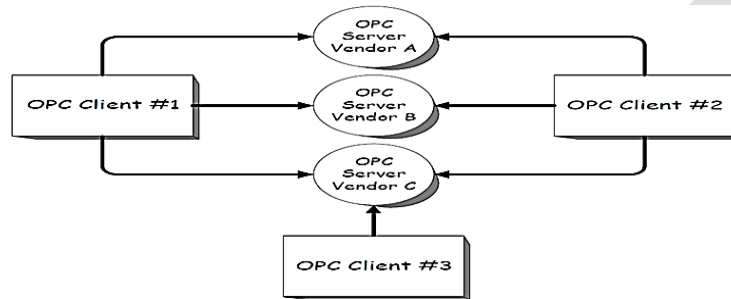 OPC
Server
Vendor A
OPC Client #1
OPC
Server
Vendor B
OPC Client #2
OPC
Server
Vendor C
OPC Client #3